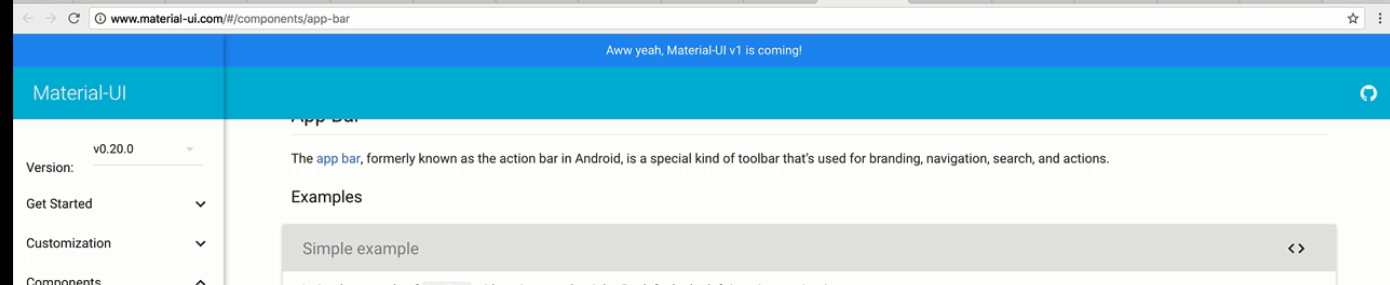 www.material-ui.com/#/components/app-bar
Aww yeah, Material-UI v1 is coming!
Material-UI
App Bar
v0.20.0
Version:
The app bar, formerly known as the action bar in Android, is a special kind of toolbar that's used for branding, navigation, search, and actions.
Get Started
Examples
Customization
Simple example
Components